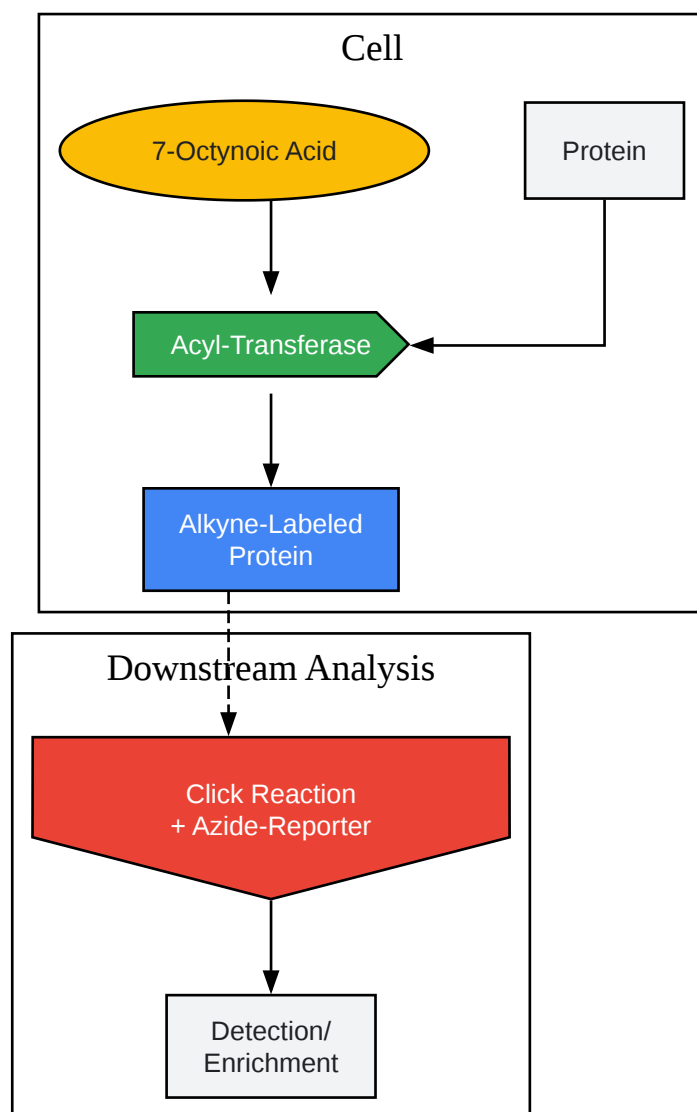 Cell
7-Octynoic Acid
Protein
Acyl-Transferase
Alkyne-Labeled
Protein
Downstream Analysis
Click Reaction
+ Azide-Reporter
Detection/
Enrichment